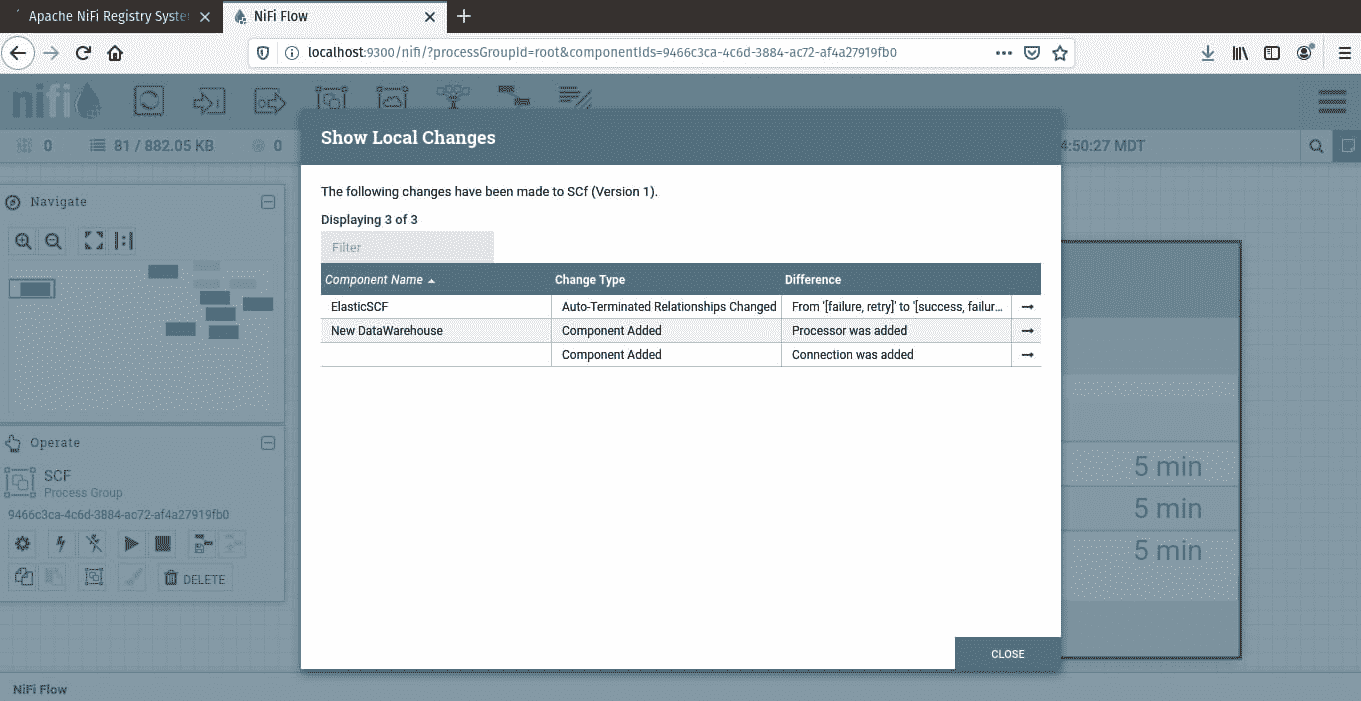 Apache NiFi Registry Syste
NiFi Flow
localhost:9300/nifi/?processGroupId=root&componentIds=9466c3ca-4c6d-3884-ac72-af4a27919fb0
nifi
0
81 / 882.05 KB
0
4:50:27 MDT
Show Local Changes
The following changes have been made to SCf (Version 1).
Displaying 3 of 3
Filter
Component Name Change Type Difference
ElasticSCF Auto-Terminated Relationships Changed From '[failure, retry]' to '[success, failur...
New DataWarehouse Component Added Processor was added
Component Added Connection was added
CLOSE
Navigate
Operate
SCF
Process Group
9466c3ca-4c6d-3884-ac72-af4a27919fb0
DELETE
5 min
5 min
5 min
NiFi Flow